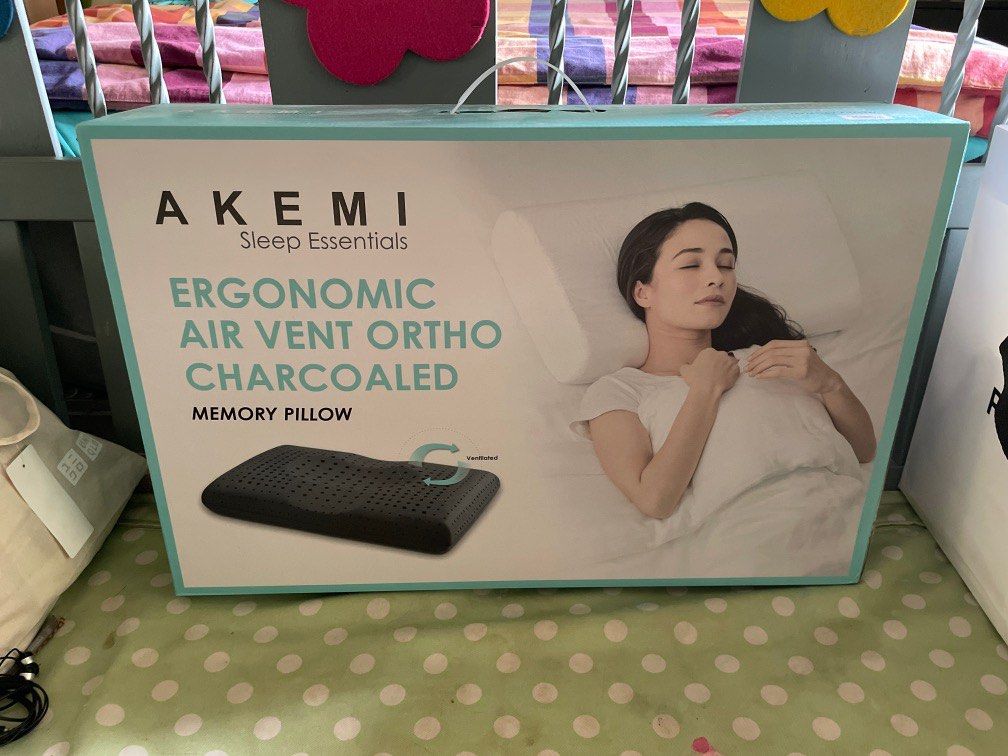 AKEMI
Sleep Essentials
ERGONOMIC
AIR VENT ORTHO
CHARCOALED
MEMORY PILLOW
Ventilated